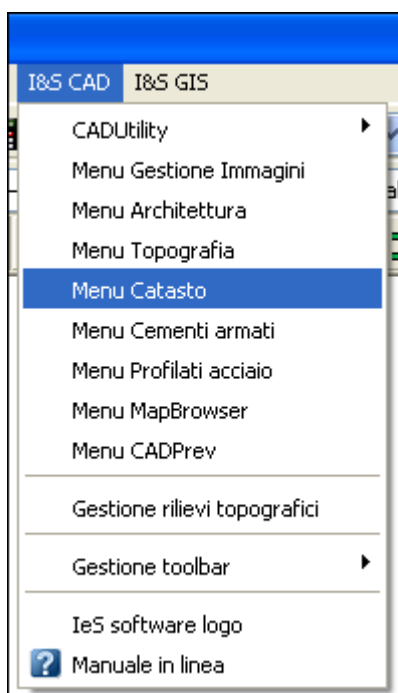 I&S CAD I&S GIS
CADUtility
Menu Gestione Immagini
Menu Architettura
Menu Topografia
Menu Catasto
Menu Cementi armati
Menu Profilati acciaio
Menu MapBrowser
Menu CADPrev
Gestione rilievi topografici
Gestione toolbar
IeS software logo
Manuale in linea